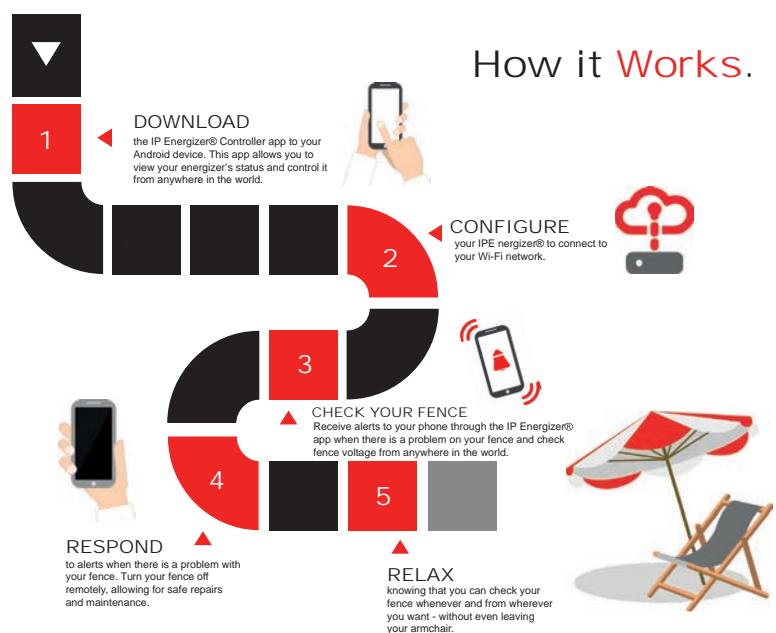 How it Works.
1
DOWNLOAD
the IP Energizer® Controller app to your
Android device. This app allows you to
view your energizer's status and control it
from anywhere in the world.
2
CONFIGURE
your IPE nergizer® to connect to
your Wi-Fi network.
3
CHECK YOUR FENCE
Receive alerts to your phone through the IP Energizer®
app when there is a problem on your fence and check
fence voltage from anywhere in the world.
4
RESPOND
to alerts when there is a problem with
your fence. Turn your fence off
remotely, allowing for safe repairs
and maintenance.
5
RELAX
knowing that you can check your
fence whenever and from wherever
you want - without even leaving
your armchair.